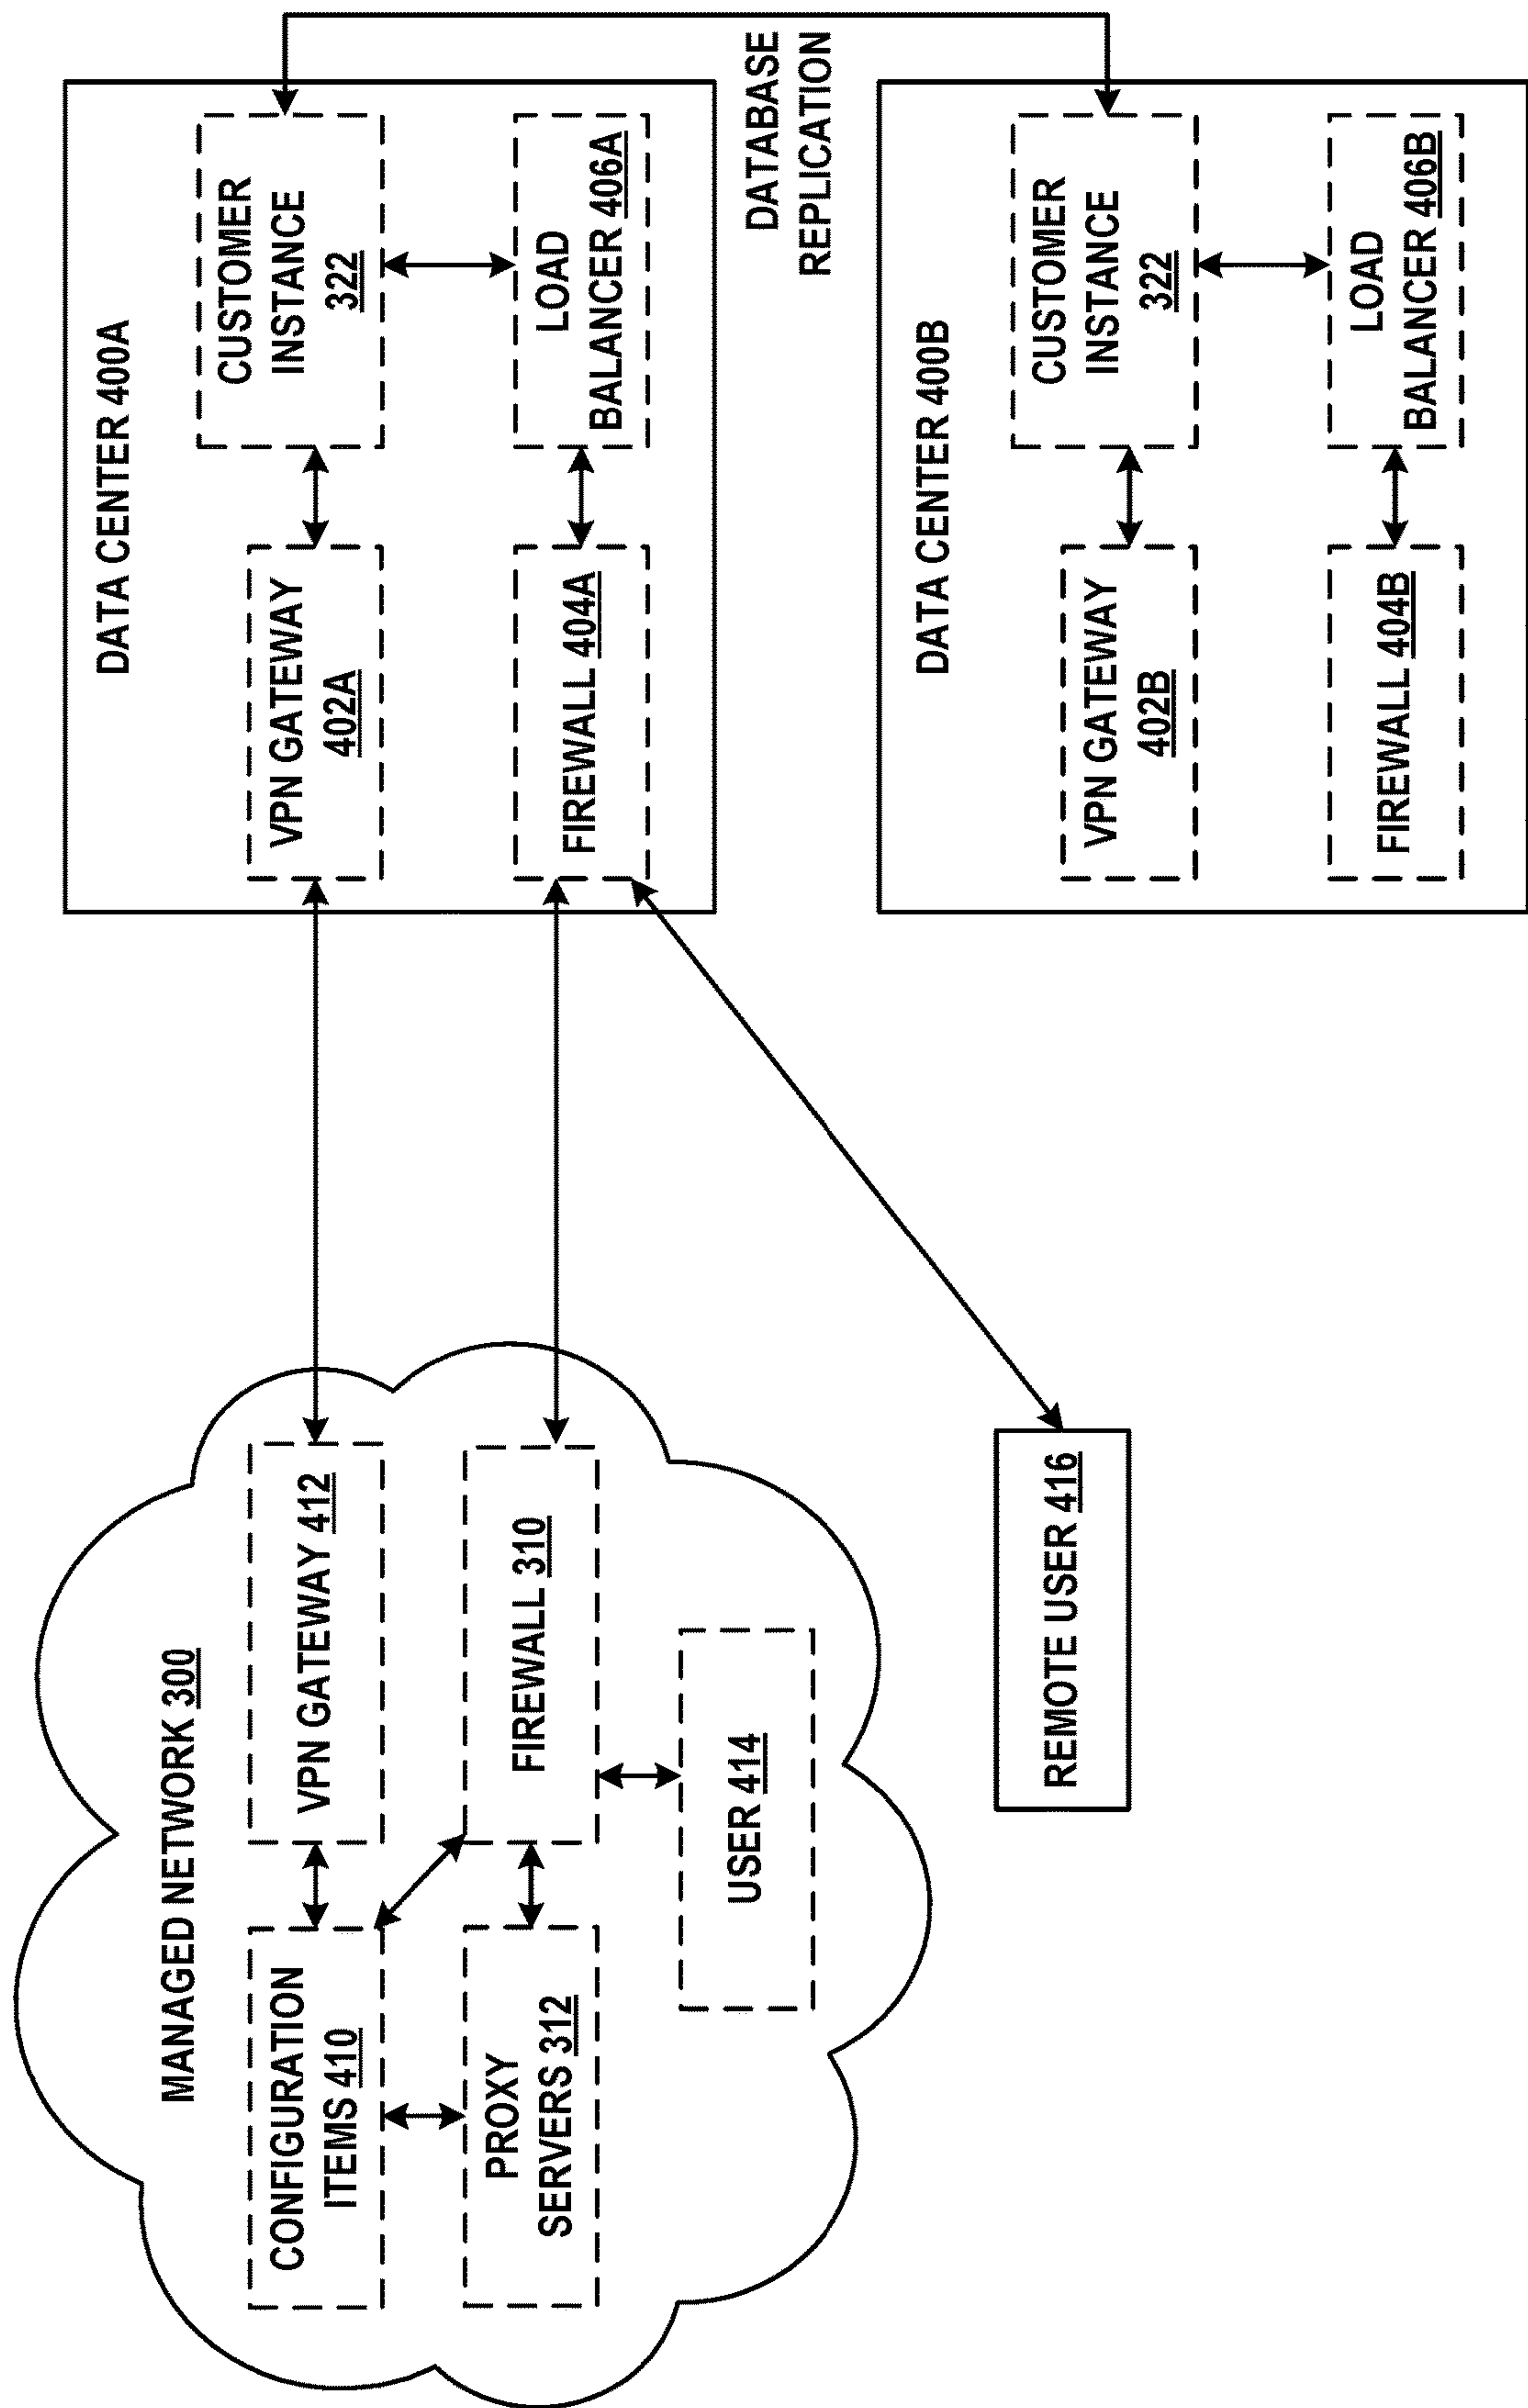 MANAGED NETWORK 300
CONFIGURATION
ITEMS 410
VPN GATEWAY 412
PROXY
SERVERS 312
FIREWALL 310
USER 414
REMOTE USER 416
DATA CENTER 400A
VPN GATEWAY
402A
CUSTOMER
INSTANCE
322
FIREWALL 404A
LOAD
BALANCER 406A
DATABASE
REPLICATION
DATA CENTER 400B
VPN GATEWAY
402B
CUSTOMER
INSTANCE
322
FIREWALL 404B
LOAD
BALANCER 406B